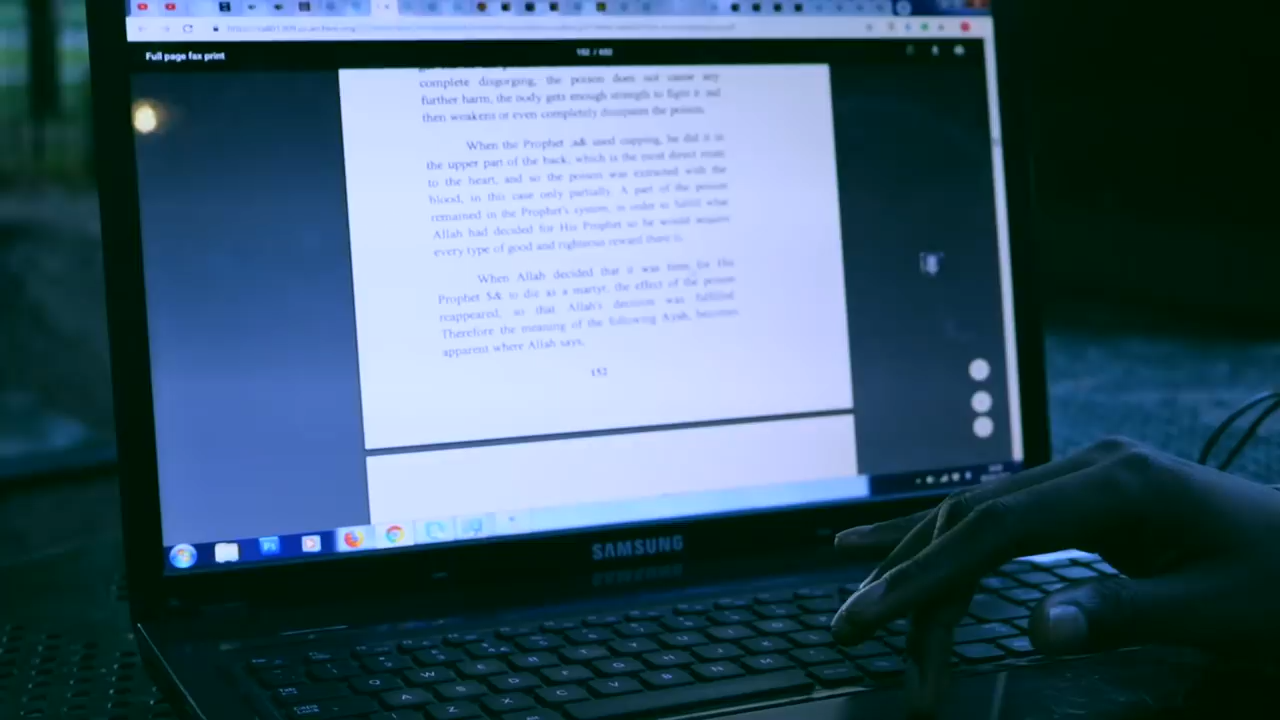 Full page fax print
152 / 692
complete disgorging, the poison does not cause any
further harm, the body gets enough strength to fight it and
then weakens or even completely dissipates the poison.
When the Prophet .s& used cupping, he did it in
the upper part of the back, which is the most direct route
to the heart, and so the poison was extracted with the
blood, in this case only partially. A part of the poison
remained in the Prophet's system, in order to fulfill what
Allah had decided for His Prophet so he would acquire
every type of good and righteous reward there is.
When Allah decided that it was time for His
Prophet S& to die as a martyr, the effect of the poison
reappeared, so that Allah's decision was fulfilled.
Therefore the meaning of the following Ayah, becomes
apparent where Allah says,
152
SAMSUNG